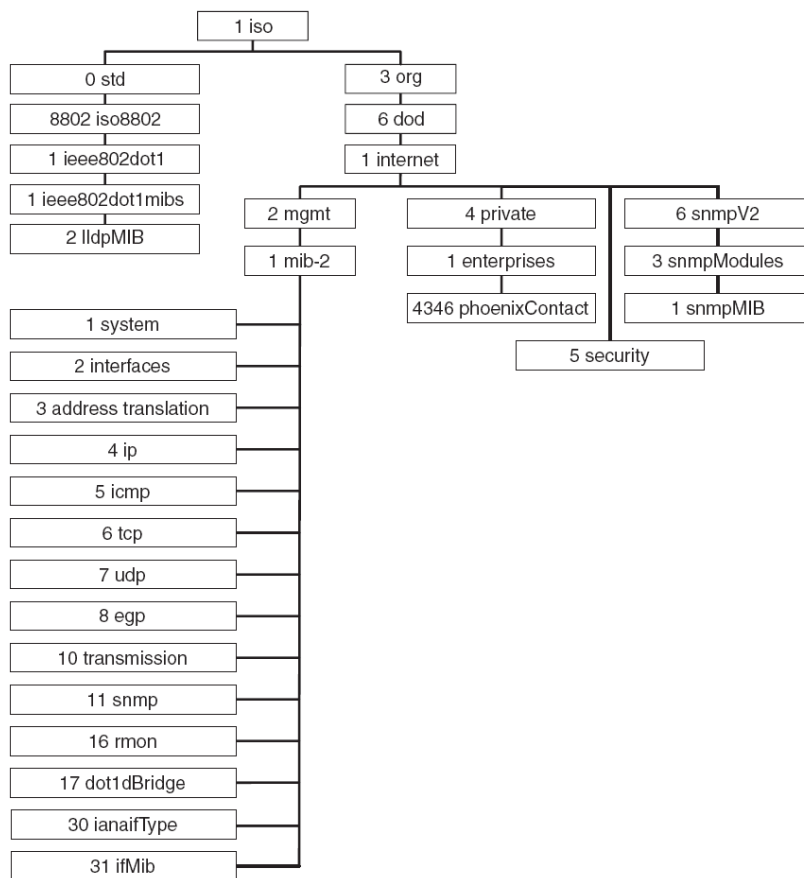 1 iso
0 std
3 org
8802 iso8802
6 dod
1 ieee802dot1
1 internet
1 ieee802dot1mibs
2 mgmt
4 private
6 snmpV2
2 lldpMIB
1 mib-2
1 enterprises
3 snmpModules
4346 phoenixContact
1 snmpMIB
1 system
5 security
2 interfaces
3 address translation
4 ip
5 icmp
6 tcp
7 udp
8 egp
10 transmission
11 snmp
16 rmon
17 dot1dBridge
30 ianaifType
31 ifMib